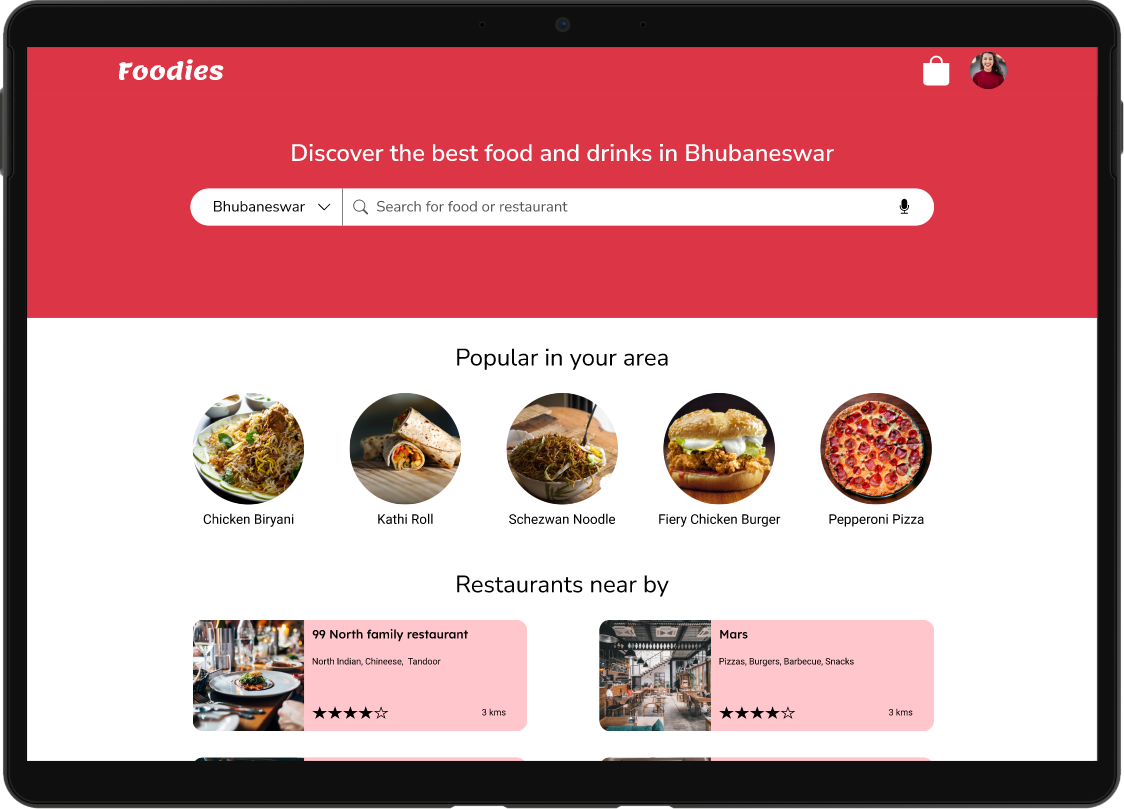 Foodies
Discover the best food and drinks in Bhubaneswar
Bhubaneswar
Search for food or restaurant
Popular in your area
Chicken Biryani
Kathi Roll
Schezwan Noodle
Fiery Chicken Burger
Pepperoni Pizza
Restaurants near by
99 North family restaurant
North Indian, Chineese, Tandoor
3 kms
Mars
Pizzas, Burgers, Barbecue, Snacks
3 kms